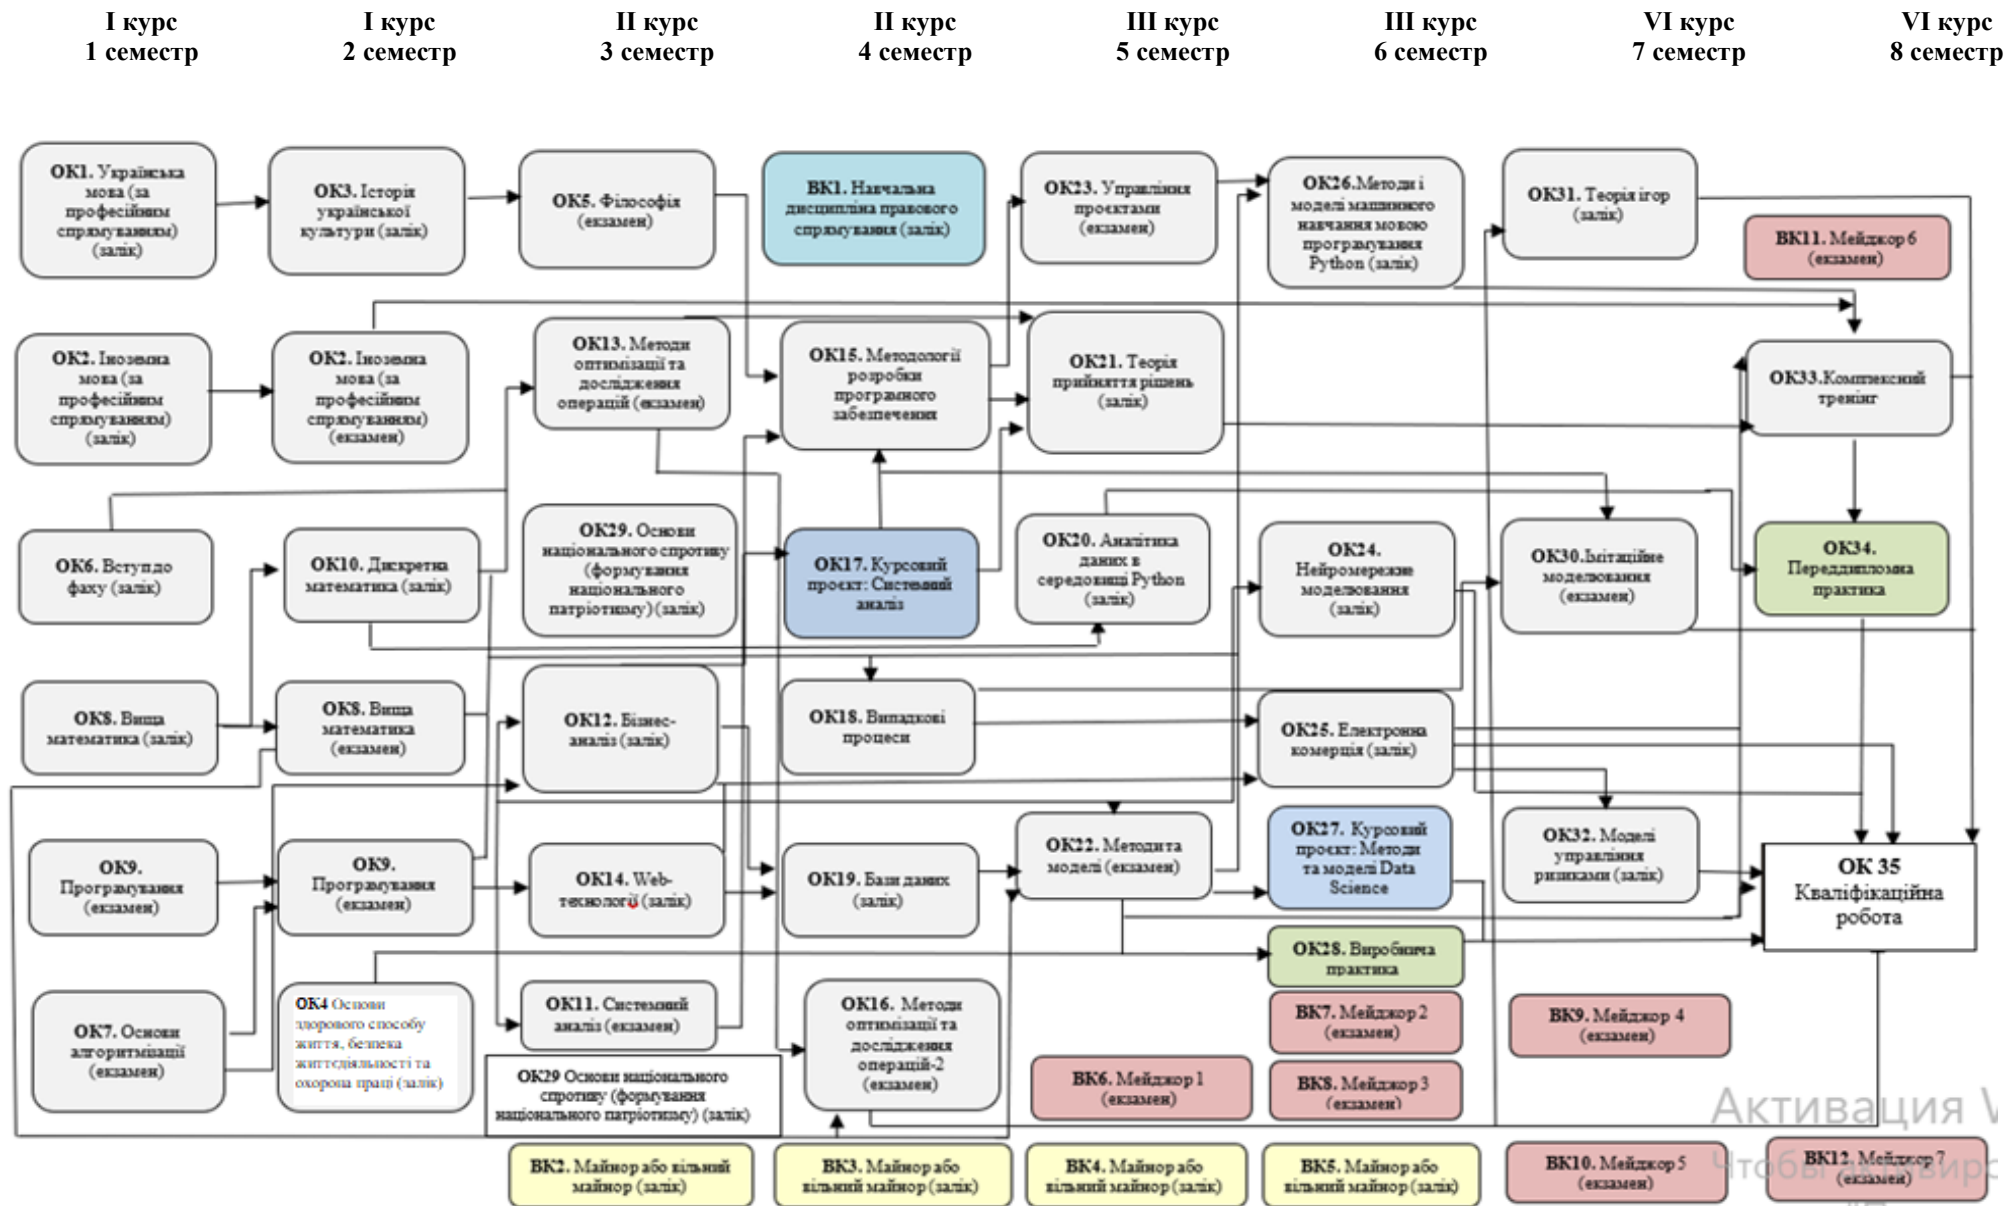 I курс
1 семестр
I курс
2 семестр
II курс
3 семестр
II курс
4 семестр
III курс
5 семестр
III курс
6 семестр
VI курс
7 семестр
VI курс
8 семестр
ОК1. Українська
мова (за
професійним
спрямуванням)
(залік)
ОК3. Історія
української
культури (залік)
ОК5. Філософія
(екзамен)
ВК1. Навчальна
дисципліна правового
спрямування (залік)
ОК23. Управління
проєктами
(екзамен)
ОК26.Методи і
моделі машинного
навчання мовою
програмування
Python (залік)
ОК31. Теорія ігор
(залік)
ВК11. Мейджор 6
(екзамен)
ОК2. Іноземна
мова (за
професійним
спрямуванням)
(залік)
ОК2. Іноземна
мова (за
професійним
спрямуванням)
(екзамен)
ОК13. Методи
оптимізації та
дослідження
операцій (екзамен)
ОК15. Методології
розробки
програмного
забезпечення
ОК21. Теорія
прийняття рішень
(залік)
ОК33.Комплексний
тренінг
ОК6. Вступ до
фаху (залік)
ОК10. Дискретна
математика (залік)
ОК29. Основи
національного спротиву
(формування
національного
патріотизму) (залік)
ОК17. Курсовий
проєкт: Системний
аналіз
ОК20. Аналітика
даних в
середовищі Python
(залік)
ОК24.
Нейромережне
моделювання
(залік)
ОК30.Імітаційне
моделювання
(екзамен)
ОК34.
Переддипломна
практика
ОК8. Вища
математика (залік)
ОК8. Вища
математика
(екзамен)
ОК12. Бізнес-
аналіз (залік)
ОК18. Випадкові
процеси
ОК25. Електронна
комерція (залік)
ОК9.
Програмування
(екзамен)
ОК9.
Програмування
(екзамен)
ОК14. Web-
технології (залік)
ОК19. Бази даних
(залік)
ОК22. Методи та
моделі (екзамен)
ОК27. Курсовий
проєкт: Методи
та моделі Data
Science
ОК32. Моделі
управління
ризиками (залік)
ОК 35
Кваліфікаційна
робота
ОК28. Виробнича
практика
ОК7. Основи
алгоритмізації
(екзамен)
ОК4 Основи
здорового способу
життя, безпека
життєдіяльності та
охорона праці (залік)
ОК11. Системний
аналіз (екзамен)
ОК29 Основи національного
спротиву (формування
національного патріотизму) (залік)
ОК16. Методи
оптимізації та
дослідження
операцій-2
(екзамен)
ВК6. Мейджор 1
(екзамен)
ВК7. Мейджор 2
(екзамен)
ВК8. Мейджор 3
(екзамен)
ВК9. Мейджор 4
(екзамен)
Активация
ВК2. Майнор або вільний
майнор (залік)
ВК3. Майнор або
вільний майнор (залік)
ВК4. Майнор або
вільний майнор (залік)
ВК5. Майнор або
вільний майнор (залік)
ВК10. Мейджор 5
(екзамен)
ВК12. Мейджор 7
(екзамен)